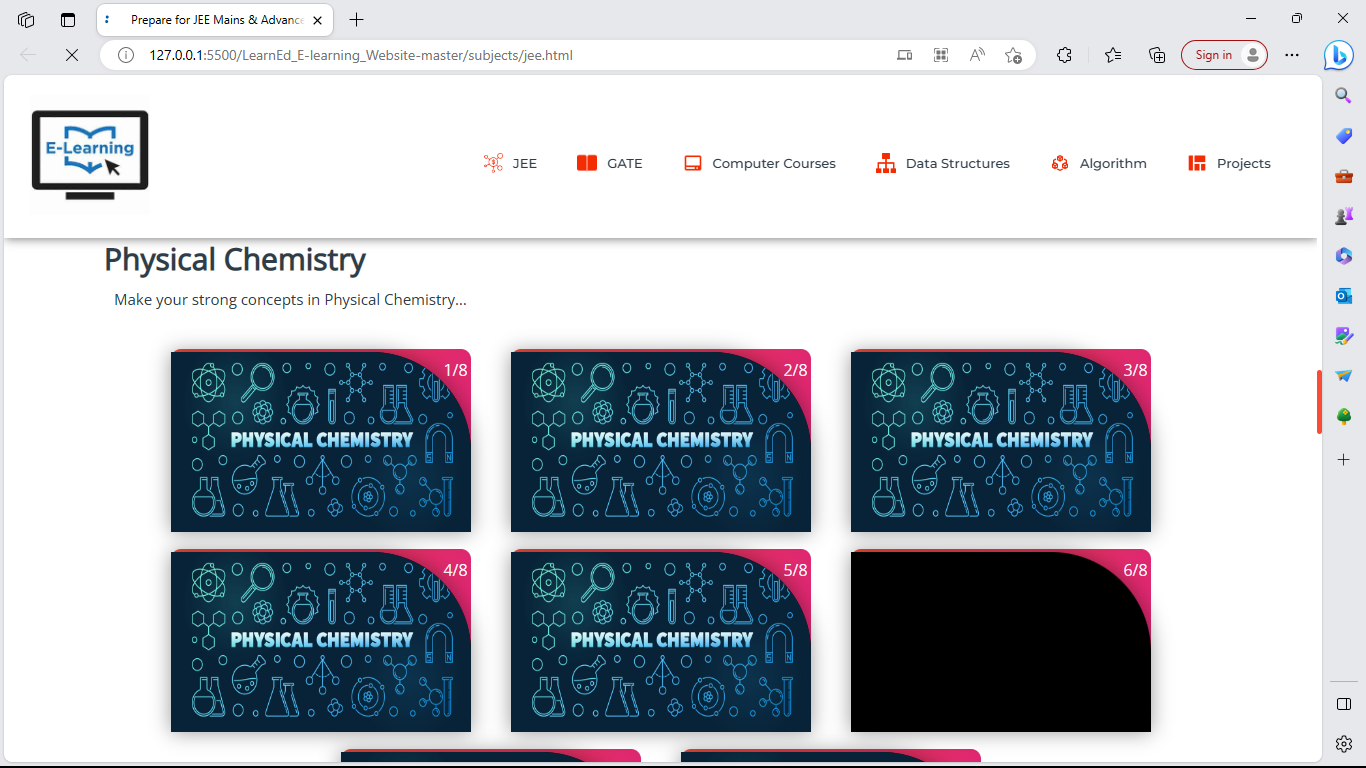 Prepare for JEE Mains & Advance
127.0.0.1:5500/LearnEd_E-learning_Website-master/subjects/jee.html
Sign in
E-Learning
JEE
GATE
Computer Courses
Data Structures
Algorithm
Projects
Physical Chemistry
Make your strong concepts in Physical Chemistry...
1/8
PHYSICAL CHEMISTRY
S N
2/8
PHYSICAL CHEMISTRY
S N
3/8
PHYSICAL CHEMISTRY
S N
4/8
PHYSICAL CHEMISTRY
S N
5/8
PHYSICAL CHEMISTRY
S N
6/8